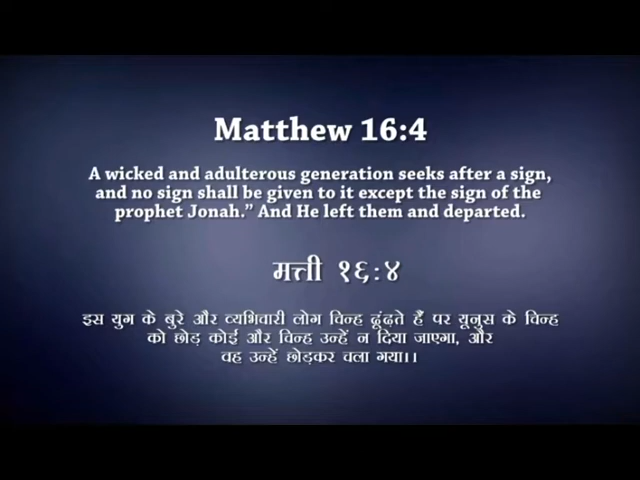 Matthew 16:4
A wicked and adulterous generation seeks after a sign,
and no sign shall be given to it except the sign of the
prophet Jonah.” And He left them and departed.
मत्ती १६:४
इस युग के बुरे और व्यभिचारी लोग चिन्ह ढूंढ़ते हैं पर यूनुस के चिन्ह
को छोड़ कोई और चिन्ह उन्हें न दिया जाएगा, और
वह उन्हें छोड़कर चला गया।।